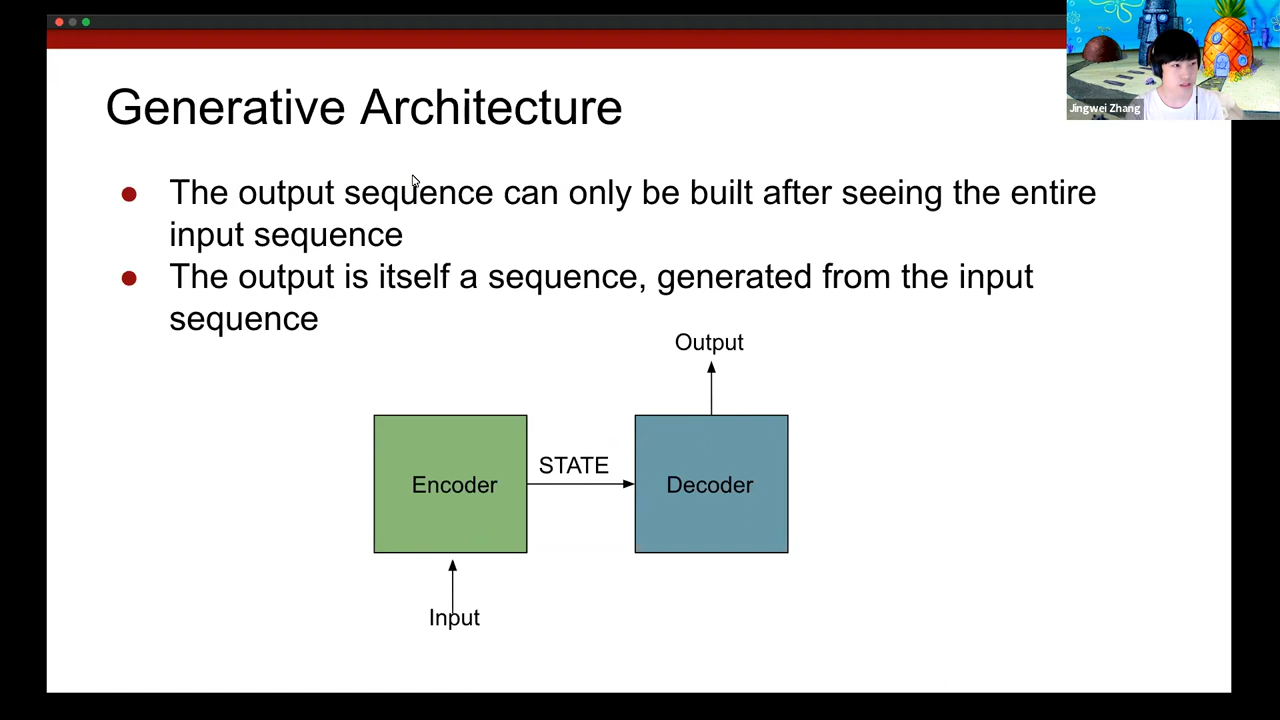 Generative Architecture
Jingwei Zhang
● The output sequence can only be built after seeing the entire
input sequence
● The output is itself a sequence, generated from the input
sequence
Output
Encoder
STATE
Decoder
Input